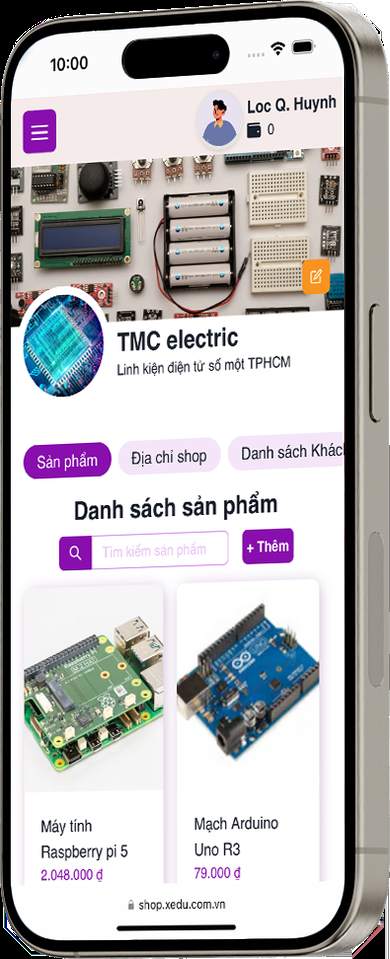 10:00
Loc Q. Huynh
0
TMC electric
Linh kiện điện tử số một TPHCM
Sản phẩm
Địa chỉ shop
Danh sách Khách
Danh sách sản phẩm
Tìm kiếm sản phẩm
+ Thêm
Máy tính
Raspberry pi 5
2.048.000 ₫
Mạch Arduino
Uno R3
79.000 ₫
shop.xedu.com.vn